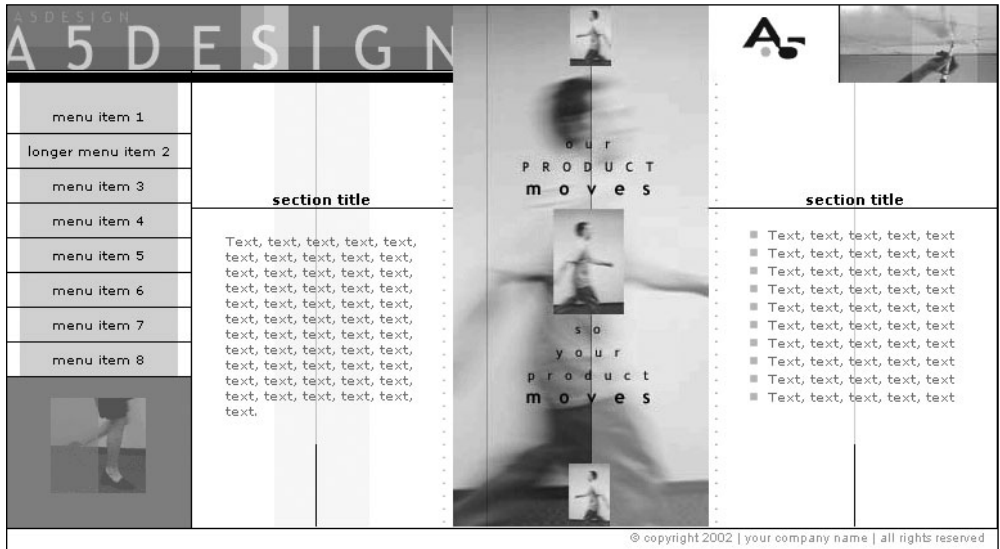 A5DESIGN
A5DESIGN
A5
menu item 1
longer menu item 2
menu item 3
menu item 4
menu item 5
menu item 6
menu item 7
menu item 8
section title
Text, text, text, text, text,
text, text, text, text, text,
text, text, text, text, text,
text, text, text, text, text,
text, text, text, text, text,
text, text, text, text, text,
text, text, text, text, text,
text, text, text, text, text,
text, text, text, text, text,
text, text, text, text, text,
text, text, text, text, text,
text.
our
PRODUCT
moves
so
your
product
moves
section title
Text, text, text, text, text
Text, text, text, text, text
Text, text, text, text, text
Text, text, text, text, text
Text, text, text, text, text
Text, text, text, text, text
Text, text, text, text, text
Text, text, text, text, text
Text, text, text, text, text
Text, text, text, text, text
© copyright 2002 | your company name | all rights reserved